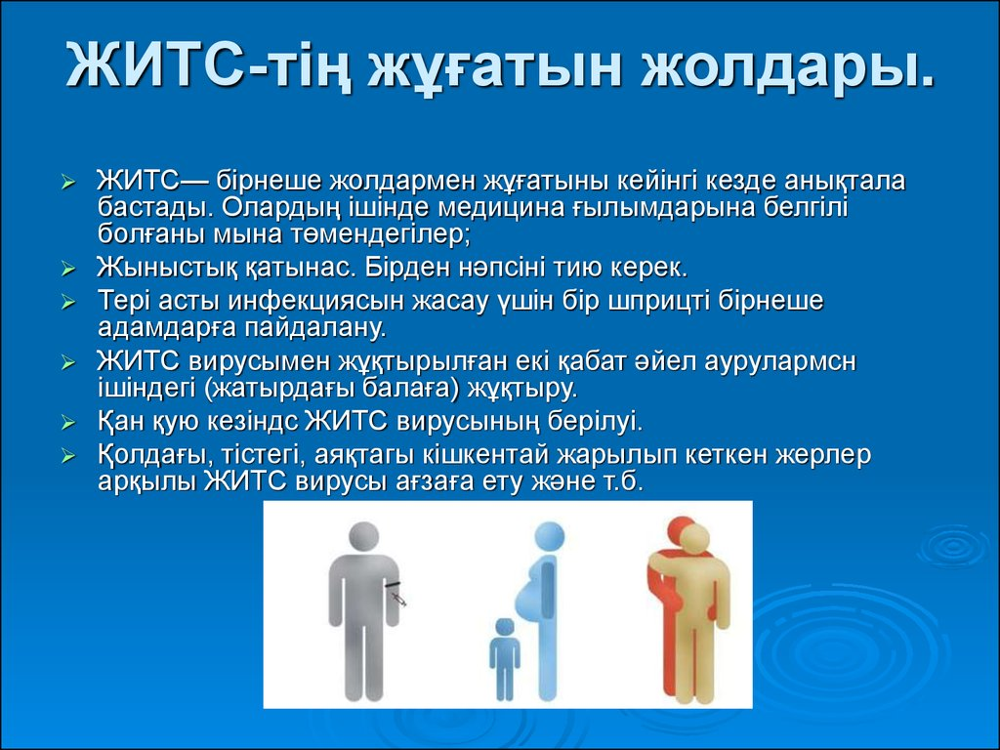 ЖИТС-тің жұғатын жолдары.
ЖИТС— бірнеше жолдармен жұғатыны кейінгі кезде анықтала
бастады. Олардың ішінде медицина ғылымдарына белгілі
болғаны мына төмендегілер;
Жыныстық қатынас. Бірден нәпсіні тию керек.
Тері асты инфекциясын жасау үшін бір шприцті бірнеше
адамдарға пайдалану.
ЖИТС вирусымен жұқтырылған екі қабат әйел аурулармсн
ішіндегі (жатырдағы балаға) жұқтыру.
Қан қую кезіндс ЖИТС вирусының берілуі.
Қолдағы, тістегі, аяқтагы кішкентай жарылып кеткен жерлер
арқылы ЖИТС вирусы ағзаға ету және т.б.